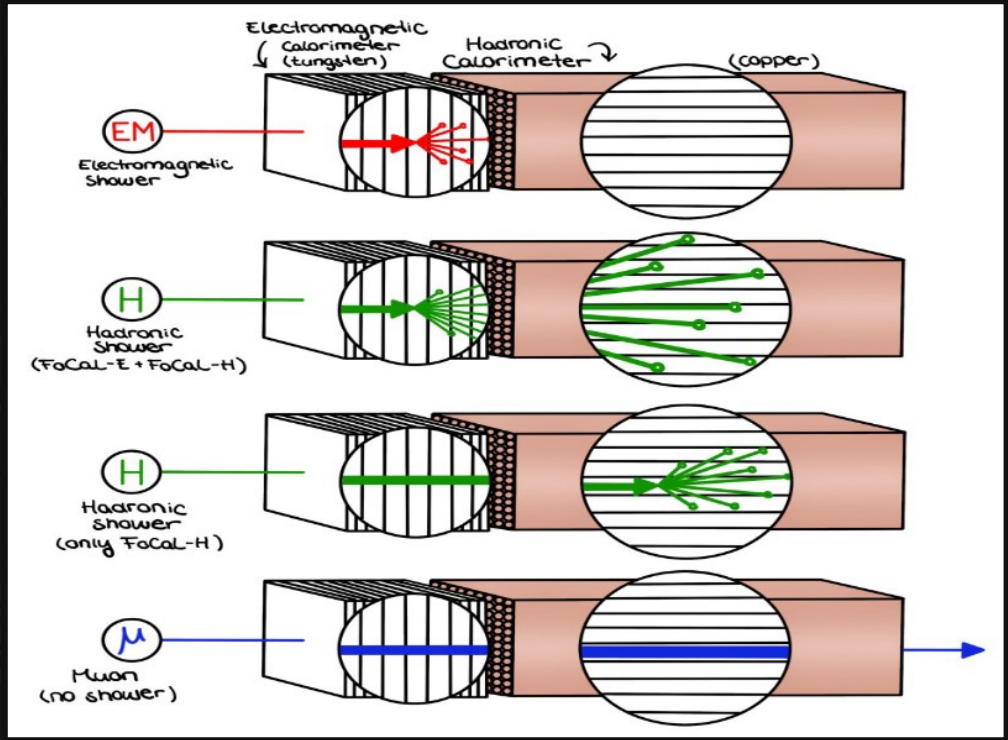 Electromagnetic
Calorimeter
(tungsten)
Hadronic
Calorimeter
(copper)
EM
Electromagnetic
Shower
H
Hadronic
Shower
(FoCal-E + FoCal-H)
H
Hadronic
shower
(only FoCal-H)
μ
Muon
(no shower)